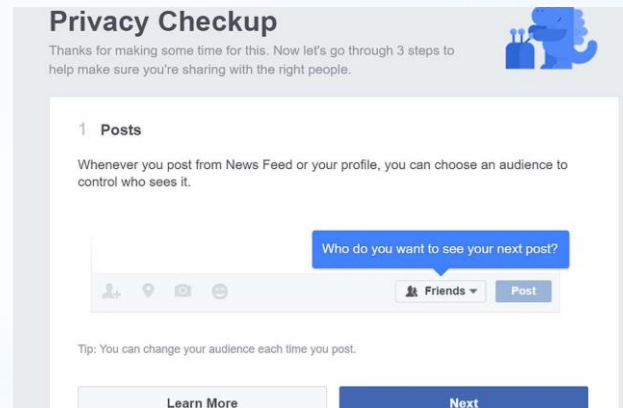 Privacy Checkup
Thanks for making some time for this. Now let's go through 3 steps to
help make sure you're sharing with the right people.
1 Posts
Whenever you post from News Feed or your profile, you can choose an audience to
control who sees it.
Who do you want to see your next post?
Friends
Post
Tip: You can change your audience each time you post.
Learn More
Next